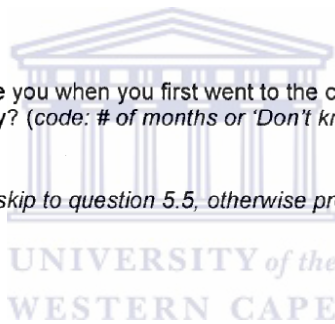 e you when you first went to the c
y? (code: # of months or 'Don't kn
skip to question 5.5, otherwise pr
UNIVERSITY of the
WESTERN CAPE